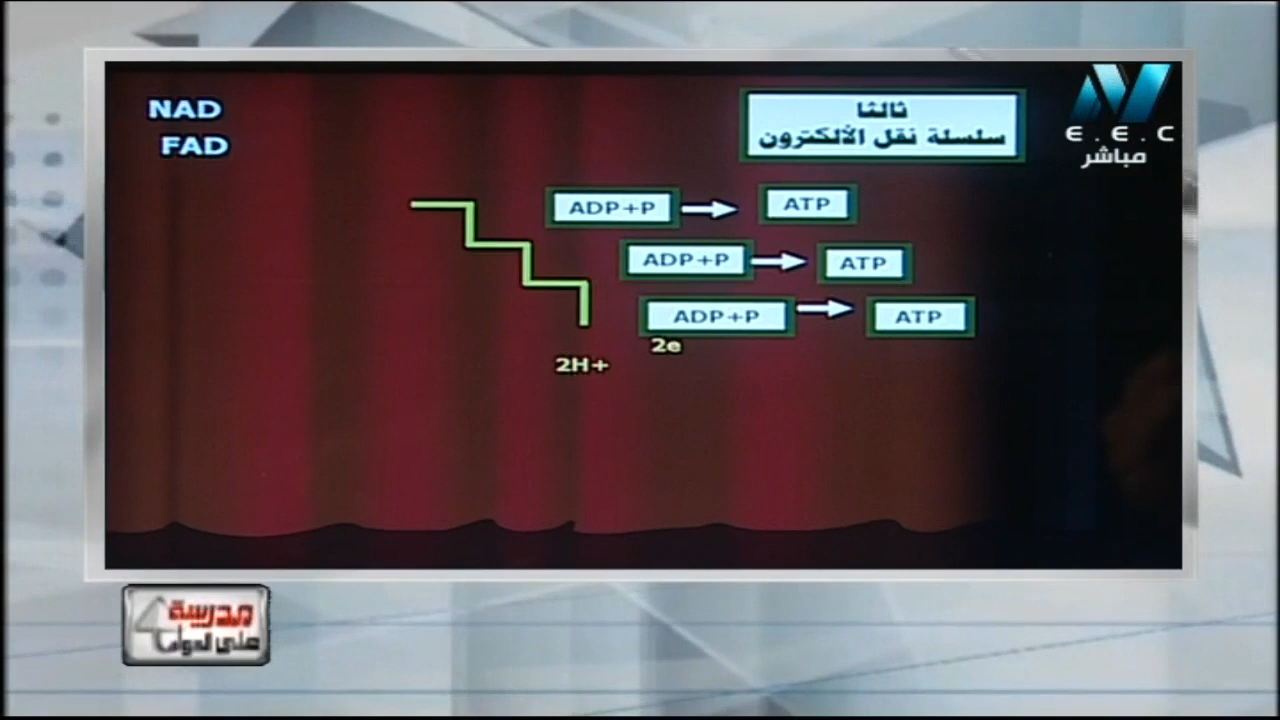 NAD
FAD
ثالثا
سلسلة نقل الألكترون
E.E.C
مباشر
ADP+P
ATP
ADP+P
ATP
ADP+P
ATP
2e
2H+
مدرسة
على الهواء